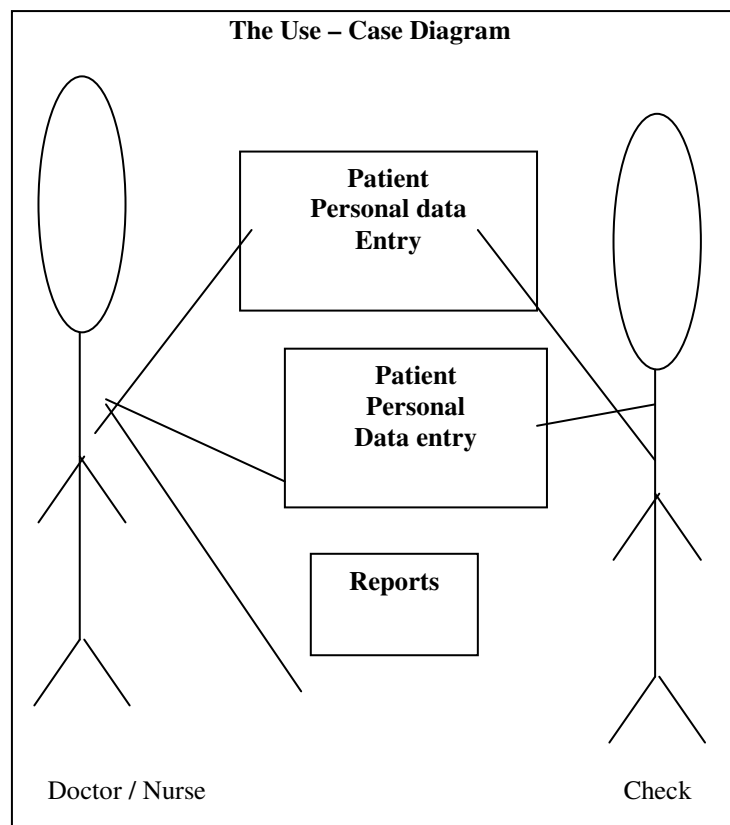 The Use – Case Diagram
Patient
Personal data
Entry
Patient
Personal
Data entry
Reports
Doctor / Nurse
Check